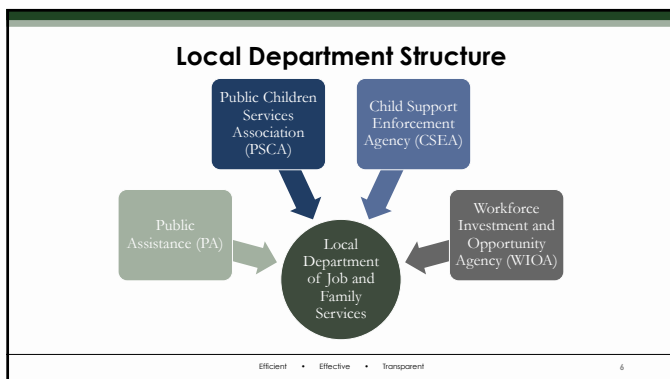 Local Department Structure
Public Children
Services
Association
(PSCA)
Child Support
Enforcement
Agency (CSEA)
Public
Assistance (PA)
Workforce
Investment and
Opportunity
Agency (WIOA)
Local
Department
of Job and
Family
Services
Efficient • Effective • Transparent
6